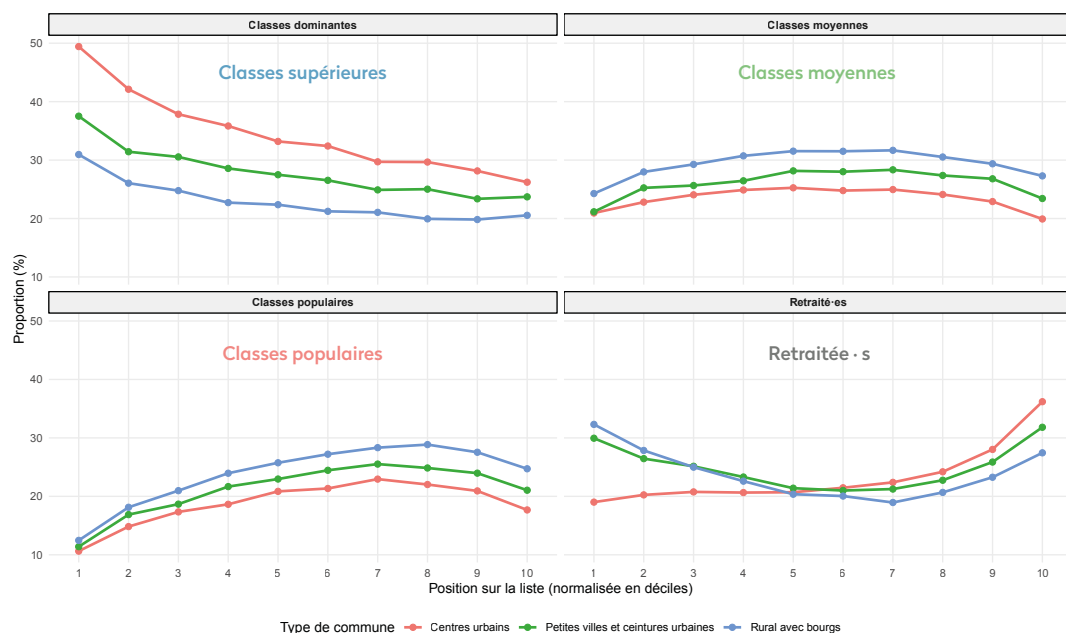 Classes dominantes
Classes moyennes
50
40
30
20
10
Classes supérieures
Classes moyennes
Proportion (%)
Classes populaires
Retraité·es
50
40
30
20
10
Classes populaires
Retraitée · s
1 2 3 4 5 6 7 8 9 10
1 2 3 4 5 6 7 8 9 10
Position sur la liste (normalisée en déciles)
Type de commune Centres urbains Petites villes et ceintures urbaines Rural avec bourgs